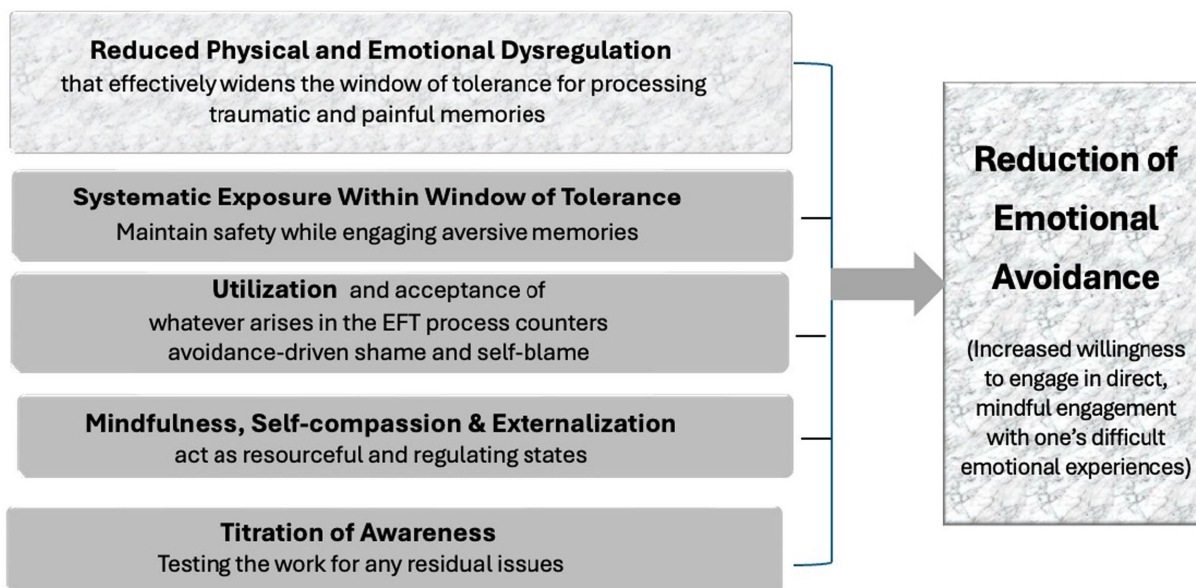 Reduced Physical and Emotional Dysregulation
that effectively widens the window of tolerance for processing
traumatic and painful memories
Systematic Exposure Within Window of Tolerance
Maintain safety while engaging aversive memories
Utilization and acceptance of
whatever arises in the EFT process counters
avoidance-driven shame and self-blame
Mindfulness, Self-compassion & Externalization
act as resourceful and regulating states
Titration of Awareness
Testing the work for any residual issues
Reduction of
Emotional
Avoidance
(Increased willingness
to engage in direct,
mindful engagement
with one's difficult
emotional experiences)